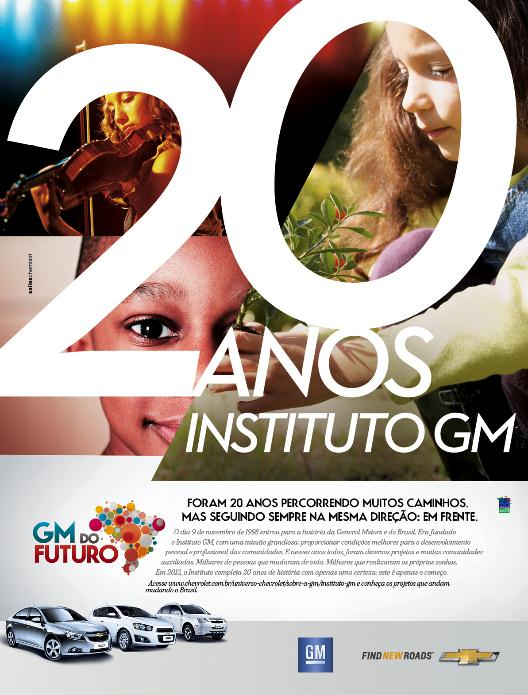 20
ANOS
INSTITUTO GM
salleschemistri
FORAM 20 ANOS PERCORRENDO MUITOS CAMINHOS.
MAS SEGUINDO SEMPRE NA MESMA DIREÇÃO: EM FRENTE.
GM DO
FUTURO
O dia 9 de novembro de 1993 entrou para a história da General Motors e do Brasil. Era fundado
o Instituto GM, com uma missão grandiosa: proporcionar condições melhores para o desenvolvimento
pessoal e profissional das comunidades. E nesses anos todos, foram diversos projetos e muitas comunidades
auxiliadas. Milhares de pessoas que mudaram de vida. Milhares que realizaram os próprios sonhos.
Em 2013, o Instituto completa 20 anos de história com apenas uma certeza: este é apenas o começo.
Acesse www.chevrolet.com.br/universo-chevrolet/sobre-a-gm/instituto-gm e conheça os projetos que andam
mudando o Brasil.
GM
FIND NEW ROADS